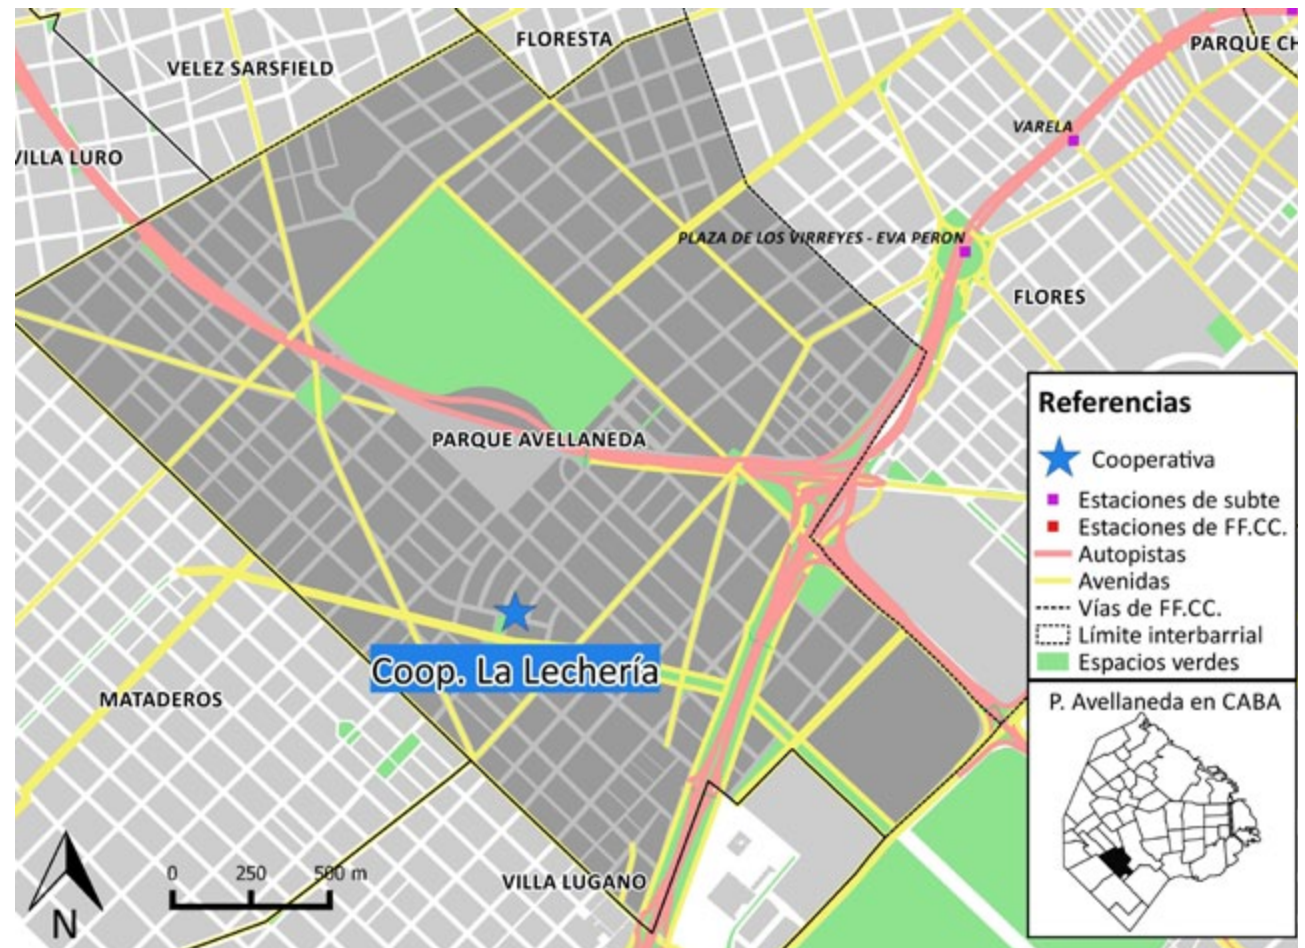 FLORESTA
PARQUE CH
VELEZ SARSFIELD
VARELA
VILLA LURO
PLAZA DE LOS VIRREYES - EVA PERON
FLORES
Referencias
Cooperativa
PARQUE AVELLANEDA
Estaciones de subte
Estaciones de FF.CC.
Autopistas
Avenidas
Vías de FF.CC.
Límite interbarrial
Espacios verdes
Coop. La Lechería
MATADEROS
P. Avellaneda en CABA
0 250 500 m
VILLA LUGANO
N